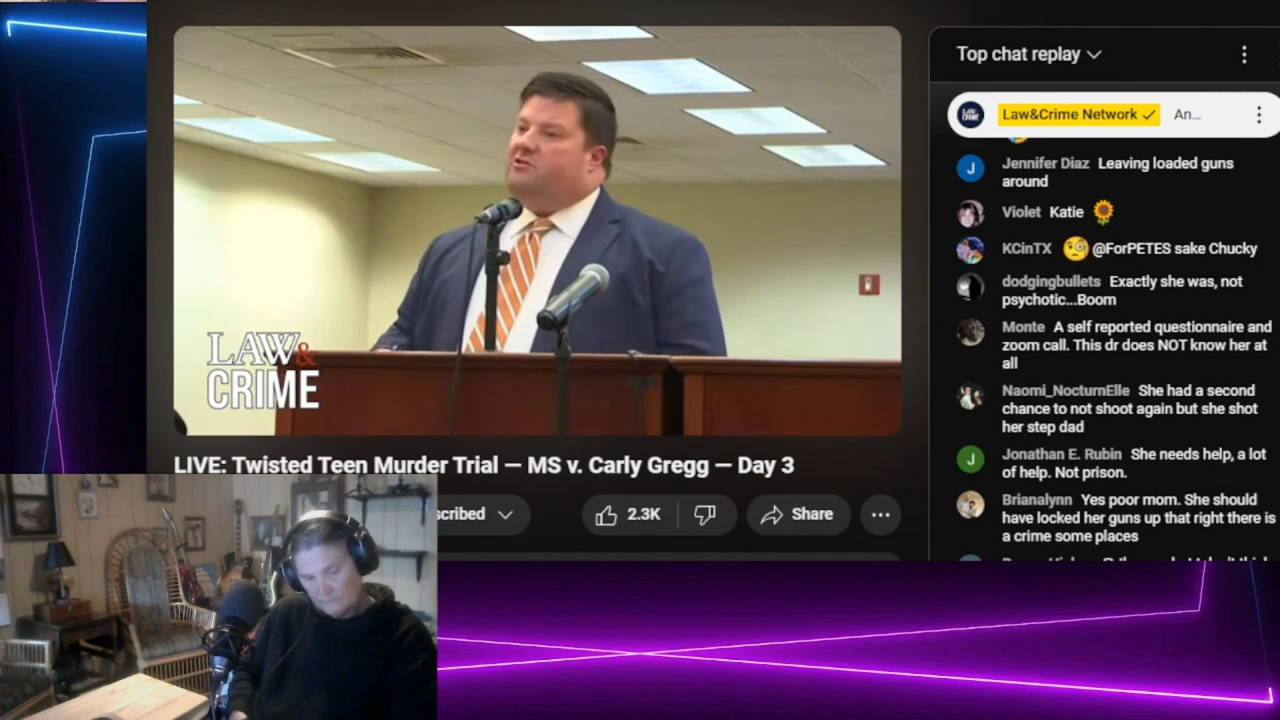 LAW&
CRIME
LIVE: Twisted Teen Murder Trial — MS v. Carly Gregg — Day 3
scribed
2.3K
Share
Top chat replay
Law&Crime Network
An...
J
Jennifer Diaz Leaving loaded guns
around
Violet Katie
KCinTX @ForPETES sake Chucky
dodgingbullets Exactly she was, not
psychotic...Boom
Monte A self reported questionnaire and
zoom call. This dr does NOT know her at
all
Naomi_NocturnElle She had a second
chance to not shoot again but she shot
her step dad
J
Jonathan E. Rubin She needs help, a lot
of help. Not prison.
Brianalynn Yes poor mom. She should
have locked her guns up that right there is
a crime some places